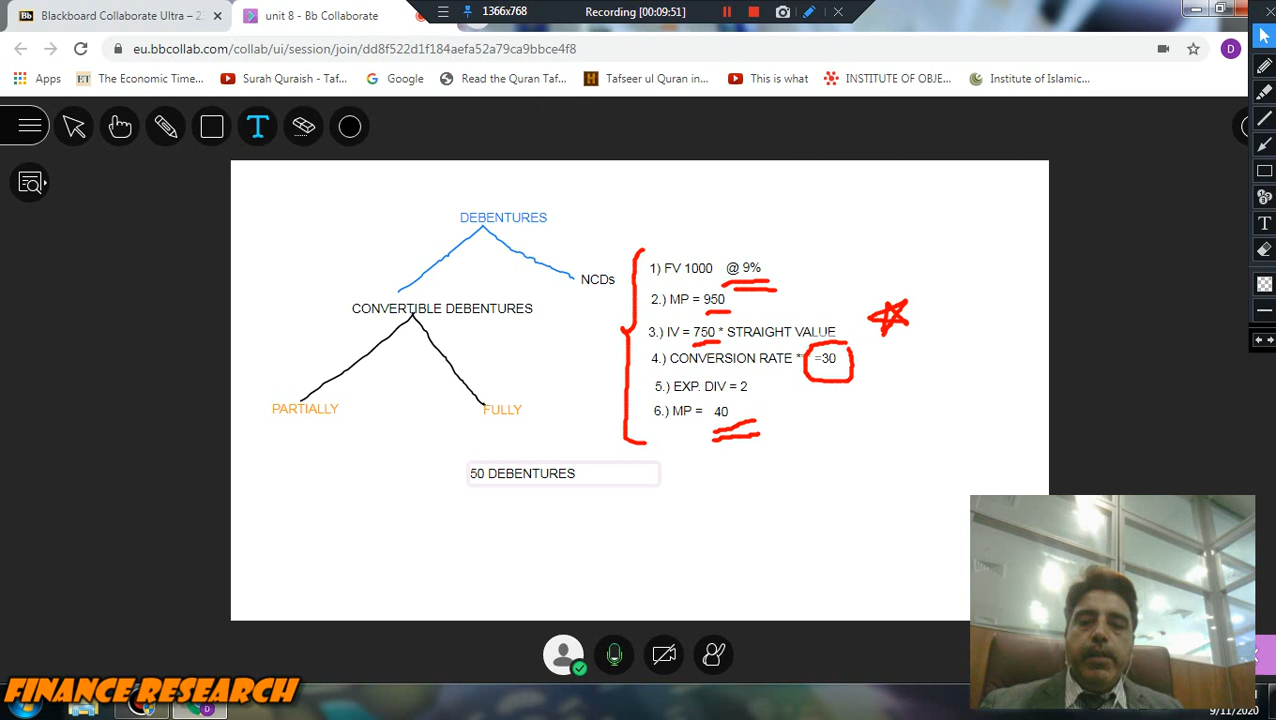 1366x768
Recording [00:09:51]
Bb Blackboard Collaborate Ultra – 2
unit 8 - Bb Collaborate
eu.bbcollab.com/collab/ui/session/join/dd8f522d1f184aefa52a79ca9bbce4f8
D
Apps
ET The Economic Time...
Surah Quraish - Taf...
Google
Read the Quran Taf...
Tafseer ul Quran in...
This is what
INSTITUTE OF OBJE...
Institute of Islamic...
T
T
DEBENTURES
NCDs
CONVERTIBLE DEBENTURES
PARTIALLY
FULLY
1) FV 1000 @ 9%
2.) MP = 950
3.) IV = 750 * STRAIGHT VALUE
4.) CONVERSION RATE * =30
5.) EXP. DIV = 2
6.) MP = 40
50 DEBENTURES
FINANCE RESEARCH
D
9/11/2020